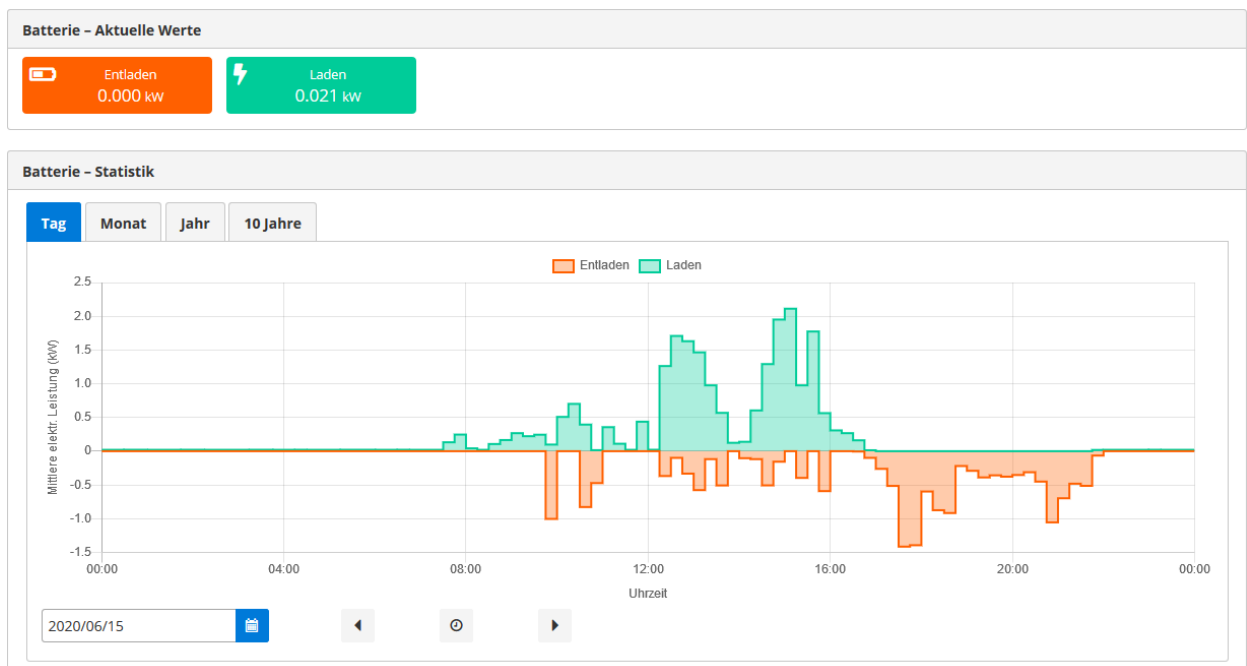 Batterie – Aktuelle Werte
Entladen
0.000 kW
Laden
0.021 kW
Batterie – Statistik
Tag
Monat
Jahr
10 Jahre
Entladen
Laden
Mittlere elektr. Leistung (kW)
2.5
2.0
1.5
1.0
0.5
0
-0.5
-1.0
-1.5
00:00
04:00
08:00
12:00
16:00
20:00
00:00
Uhrzeit
2020/06/15